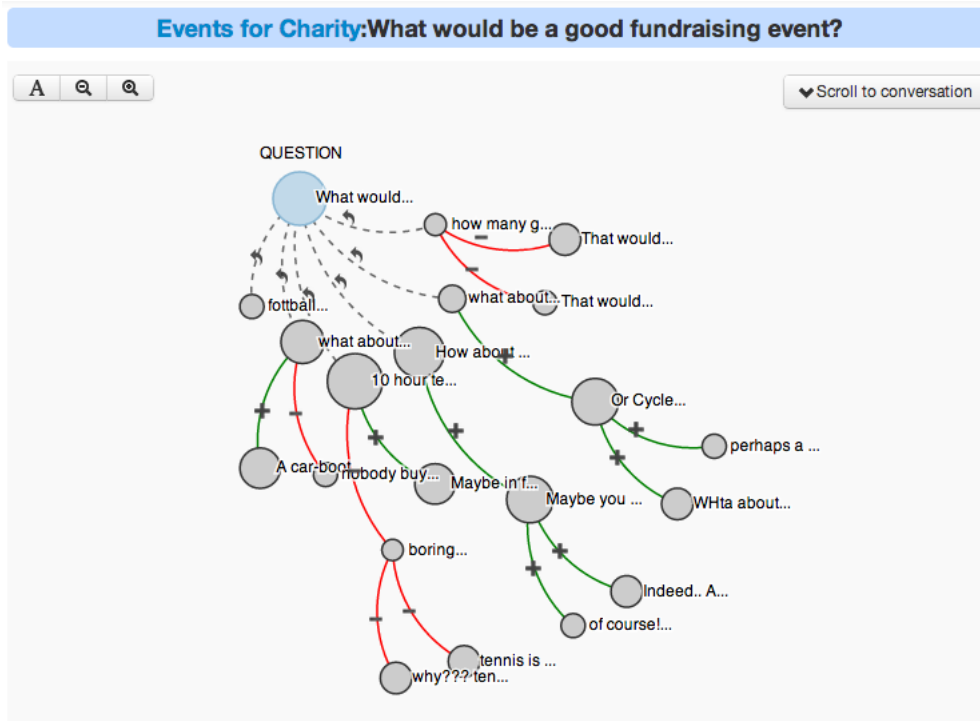 Events for Charity:What would be a good fundraising event?
A
Scroll to conversation
QUESTION
What would...
how many g...
That would...
what about...
That would...
fottball...
what about...
How about ...
10 hour te...
Or Cycle...
perhaps a ...
A car-boot...
nobody buy...
Maybe in f...
Maybe you ...
WHta about...
boring...
Indeed.. A...
of course!...
tennis is ...
why??? ten...